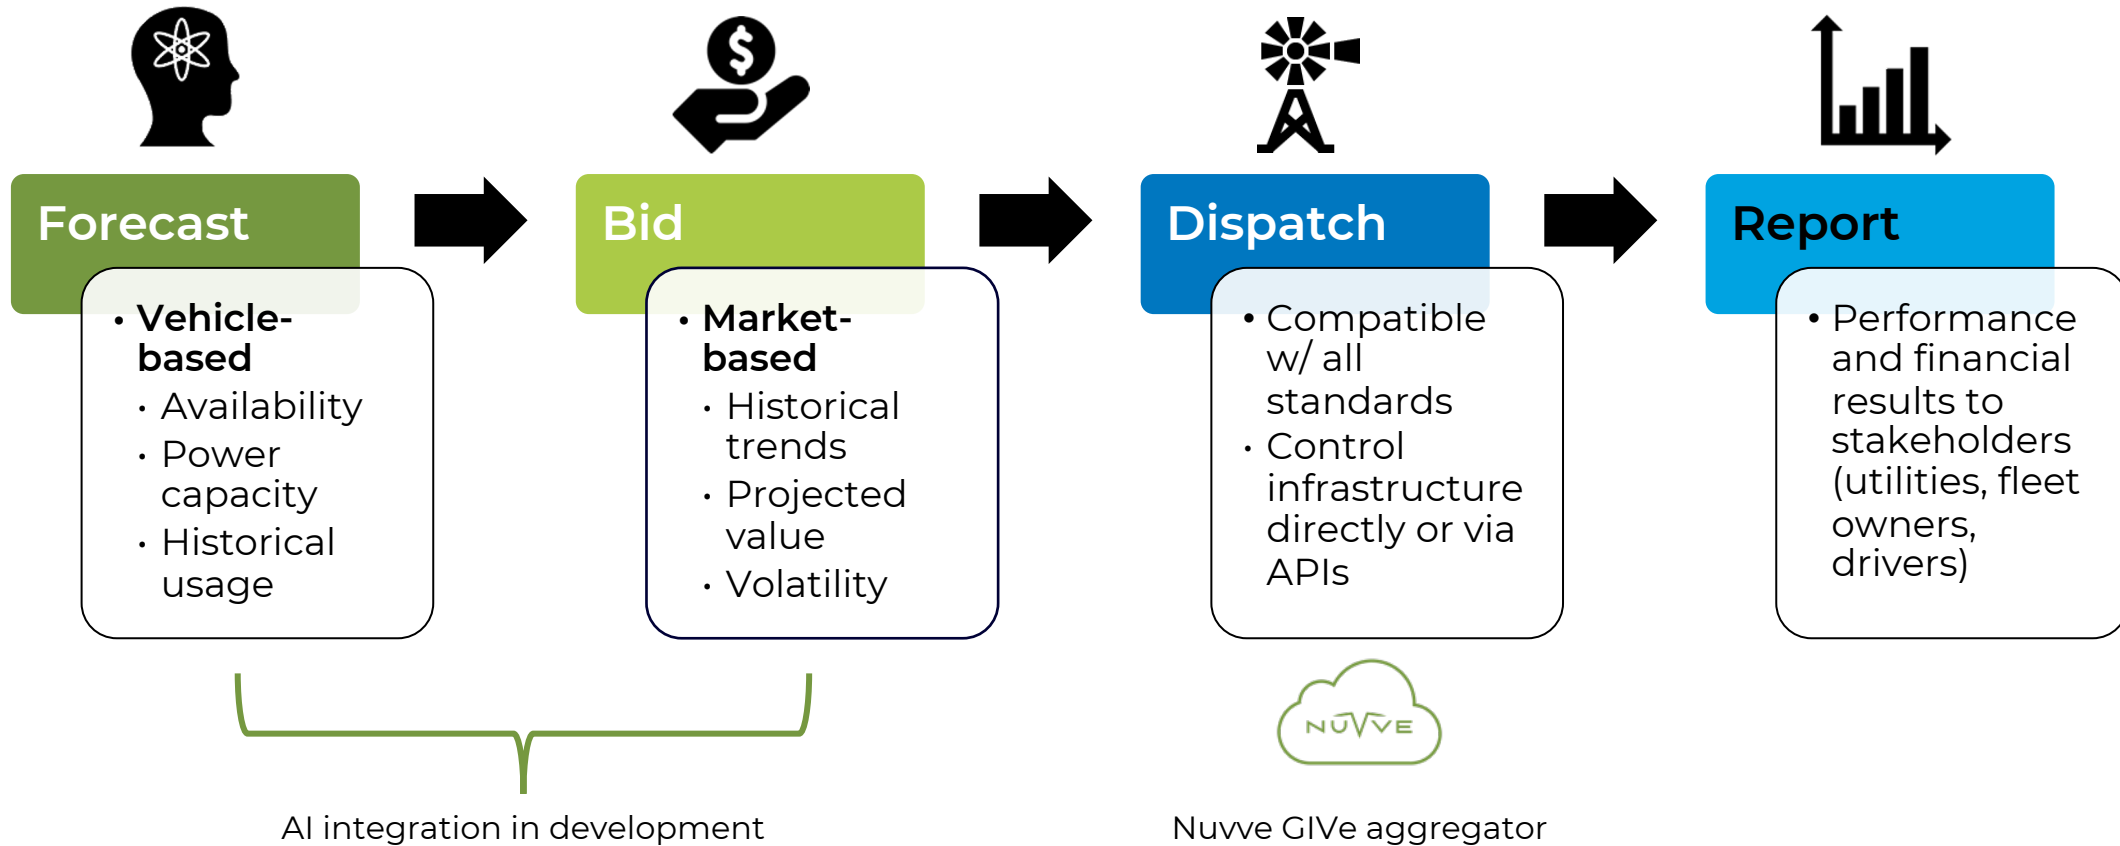 Forecast
• Vehicle-
based
• Availability
• Power
capacity
• Historical
usage
Bid
• Market-
based
• Historical
trends
• Projected
value
• Volatility
Dispatch
• Compatible
w/ all
standards
• Control
infrastructure
directly or via
APIs
Report
• Performance
and financial
results to
stakeholders
(utilities, fleet
owners,
drivers)
AI integration in development
NUVVE
Nuvve GIVe aggregator
$